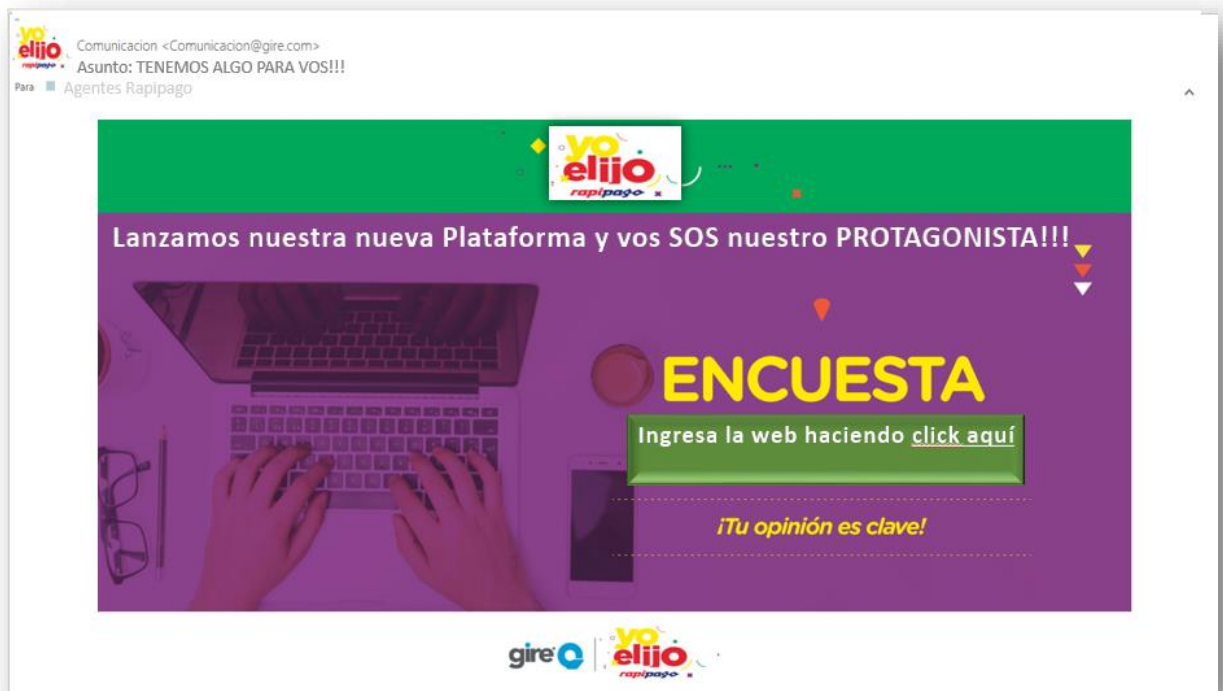 yo
elijo
rapipago
Comunicacion <Comunicacion@gire.com>
Asunto: TENEMOS ALGO PARA VOS!!!
Para Agentes Rapipago
yo
elijo
rapipago
Lanzamos nuestra nueva Plataforma y vos SOS nuestro PROTAGONISTA!!!
ENCUESTA
Ingresa la web haciendo click aquí
¡Tu opinión es clave!
gire
yo
elijo
rapipago